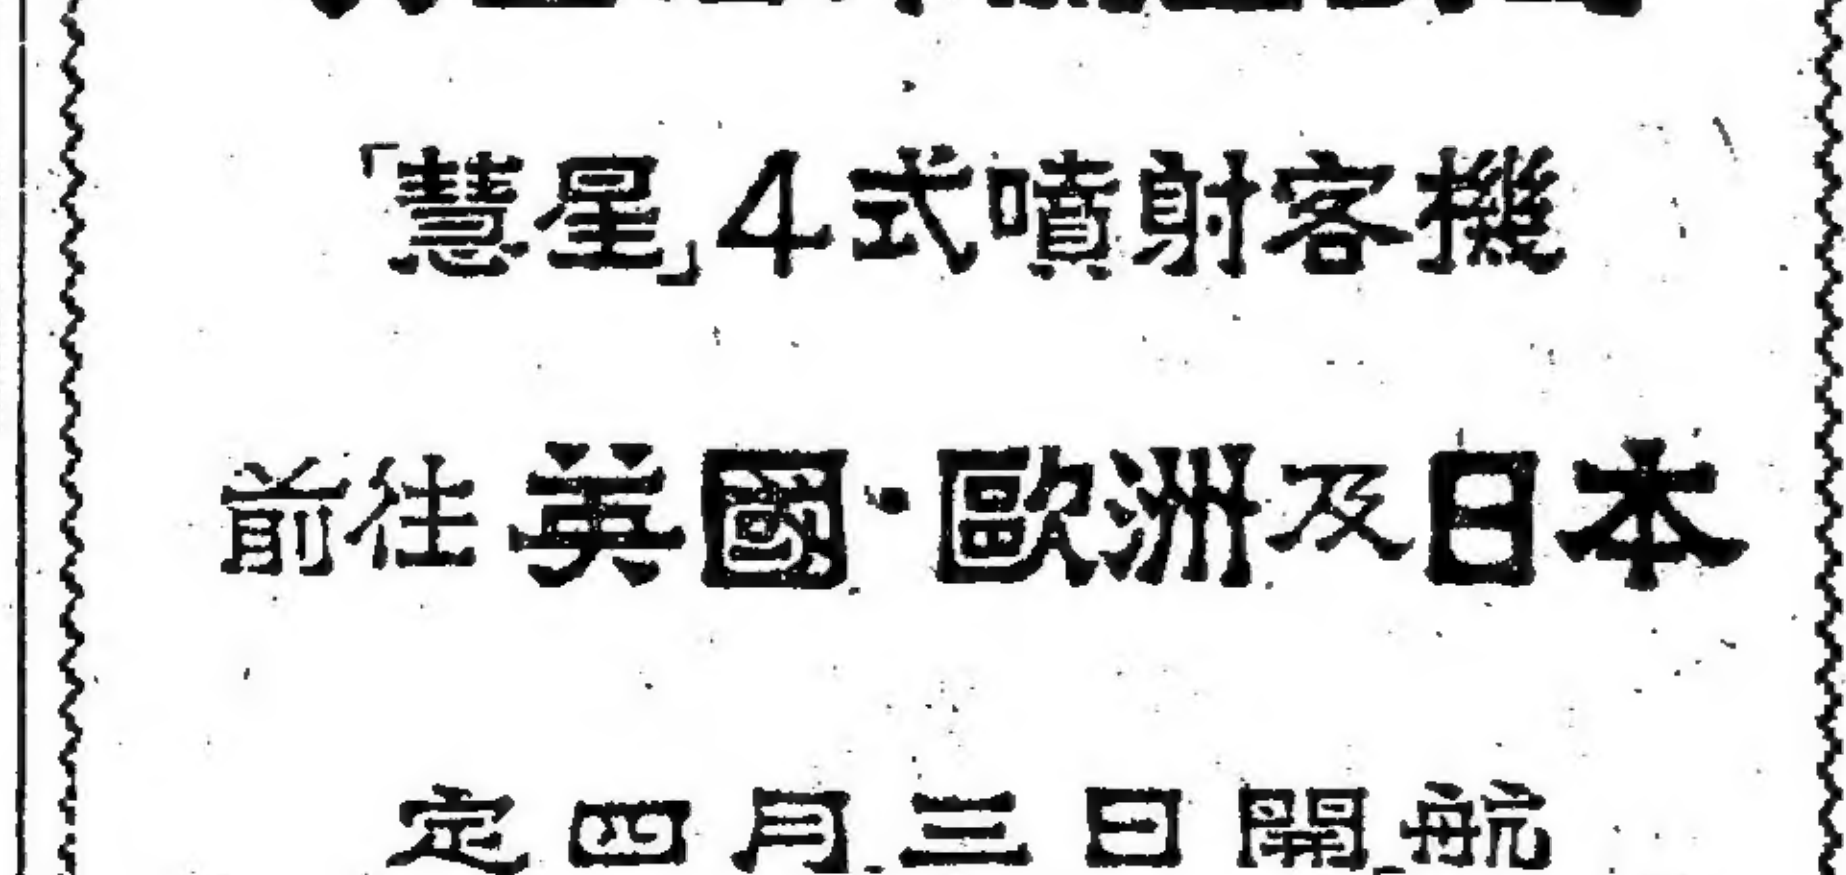 「慧星」4式噴射客機
前往英國·歐洲及日本
定四月三日開航